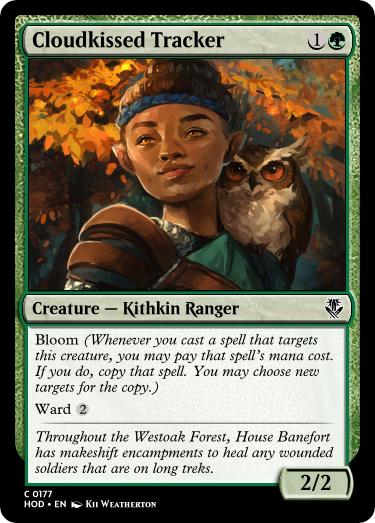 Cloudkissed Tracker 1
Creature — Kithkin Ranger
Bloom (Whenever you cast a spell that targets
this creature, you may pay that spell's mana cost.
If you do, copy that spell. You may choose new
targets for the copy.)
Ward 2
Throughout the Westoak Forest, House Banefort
has makeshift encampments to heal any wounded
soldiers that are on long treks.
2/2
C 0177
HOD • EN Kii Weatherton